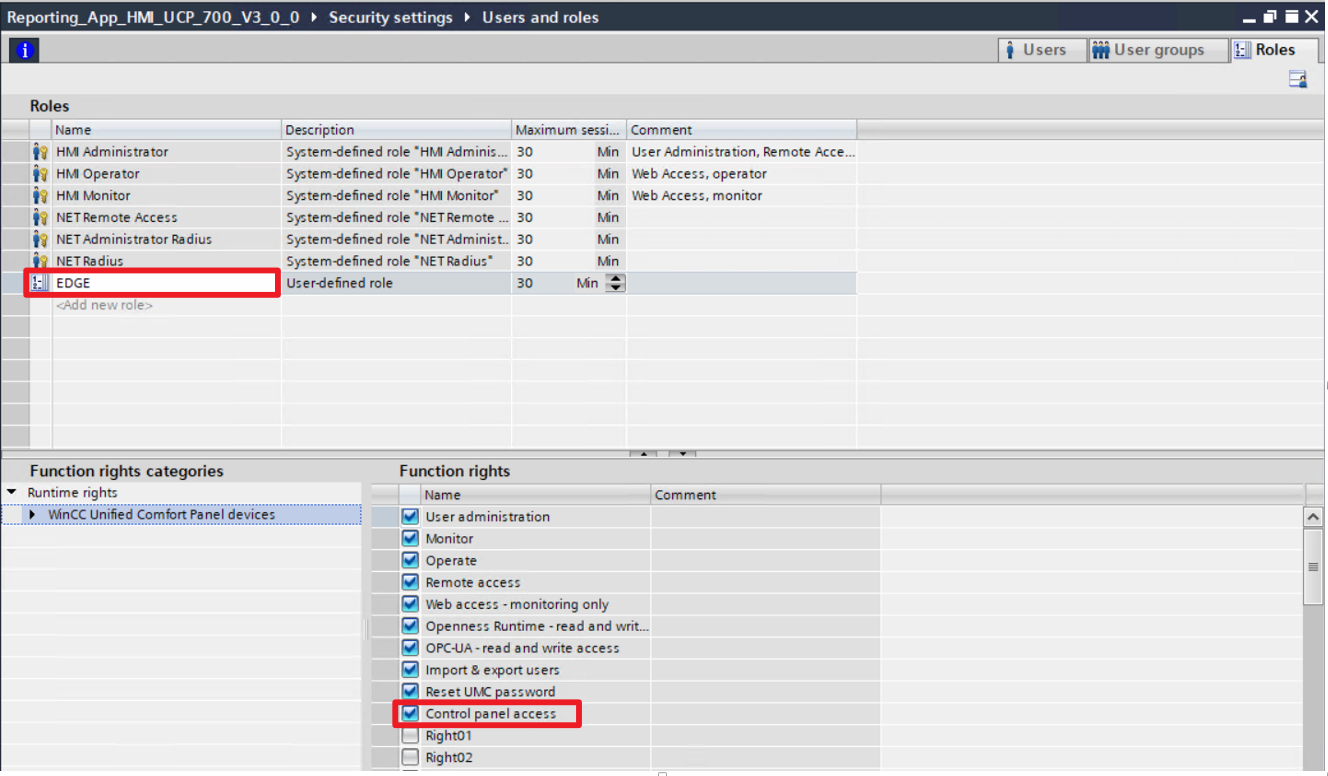 Reporting_App_HMI_UCP_700_V3_0_0 Security settings Users and roles
i Users User groups Roles
Roles
Name Description Maximum sessi... Comment
HMI Administrator System-defined role "HMI Adminis... 30 Min User Administration, Remote Acce...
HMI Operator System-defined role "HMI Operator" 30 Min Web Access, operator
HMI Monitor System-defined role "HMI Monitor" 30 Min Web Access, monitor
NET Remote Access System-defined role "NET Remote ... 30 Min
NET Administrator Radius System-defined role "NET Administ... 30 Min
NET Radius System-defined role "NET Radius" 30 Min
EDGE User-defined role 30 Min
<Add new role>
Function rights categories Function rights
Runtime rights Name Comment
WinCC Unified Comfort Panel devices User administration
Monitor
Operate
Remote access
Web access - monitoring only
Openness Runtime - read and writ...
OPC-UA - read and write access
Import & export users
Reset UMC password
Control panel access
Right01
Right02